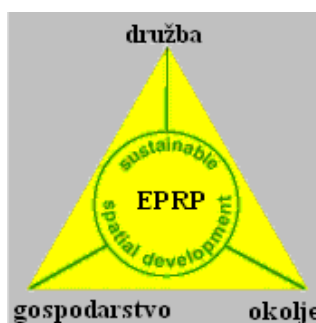 družba
sustainable
EPRP
spatial development
gospodarstvo
okolje